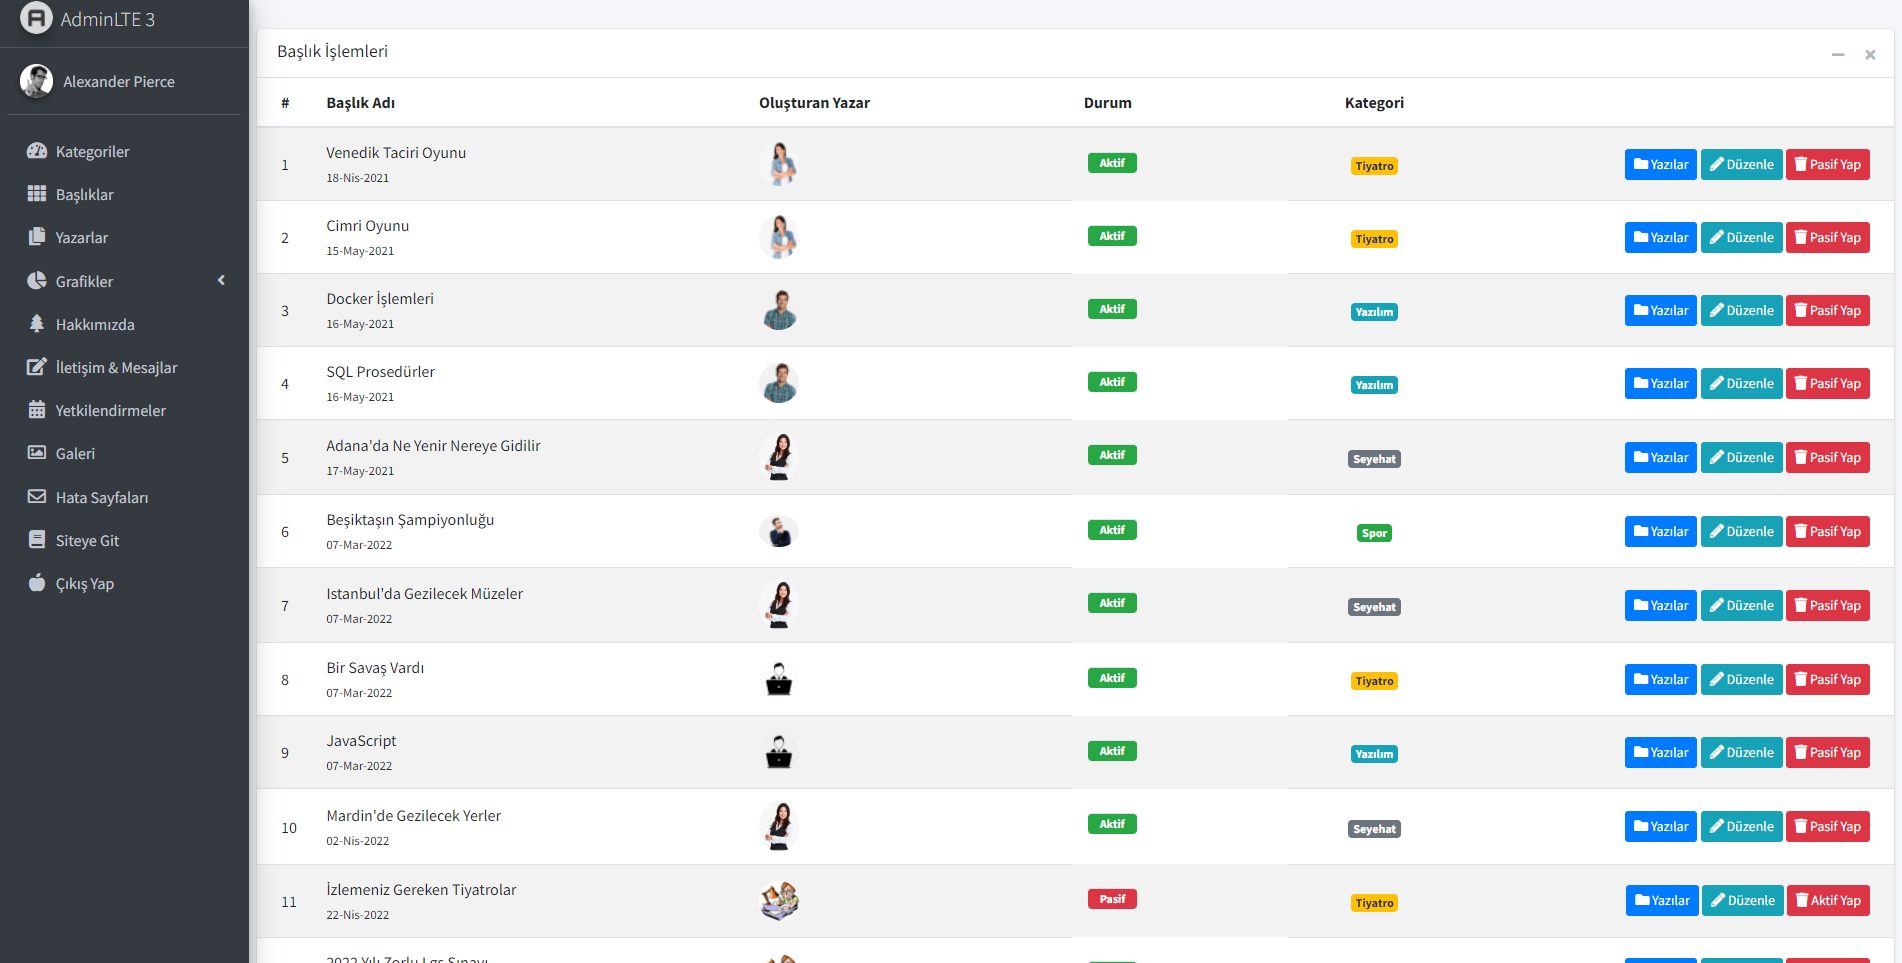 AdminLTE 3
Alexander Pierce
Kategoriler
Başlıklar
Yazarlar
Grafikler
Hakkımızda
İletişim & Mesajlar
Yetkilendirmeler
Galeri
Hata Sayfaları
Siteye Git
Çıkış Yap
Başlık İşlemleri
# Başlık Adı Oluşturan Yazar Durum Kategori
1 Venedik Taciri Oyunu Aktif Tiyatro Yazılar Düzenle Pasif Yap
18-Nis-2021
2 Cimri Oyunu Aktif Tiyatro Yazılar Düzenle Pasif Yap
15-May-2021
3 Docker İşlemleri Aktif Yazılım Yazılar Düzenle Pasif Yap
16-May-2021
4 SQL Prosedürler Aktif Yazılım Yazılar Düzenle Pasif Yap
16-May-2021
5 Adana'da Ne Yenir Nereye Gidilir Aktif Seyehat Yazılar Düzenle Pasif Yap
17-May-2021
6 Beşiktaşın Şampiyonluğu Aktif Spor Yazılar Düzenle Pasif Yap
07-Mar-2022
7 Istanbul'da Gezilecek Müzeler Aktif Seyehat Yazılar Düzenle Pasif Yap
07-Mar-2022
8 Bir Savaş Vardı Aktif Tiyatro Yazılar Düzenle Pasif Yap
07-Mar-2022
9 JavaScript Aktif Yazılım Yazılar Düzenle Pasif Yap
07-Mar-2022
10 Mardin'de Gezilecek Yerler Aktif Seyehat Yazılar Düzenle Pasif Yap
02-Nis-2022
11 İzlemeniz Gereken Tiyatrolar Pasif Tiyatro Yazılar Düzenle Aktif Yap
22-Nis-2022
2022 Yılı Zorlu Lgs Sınavı